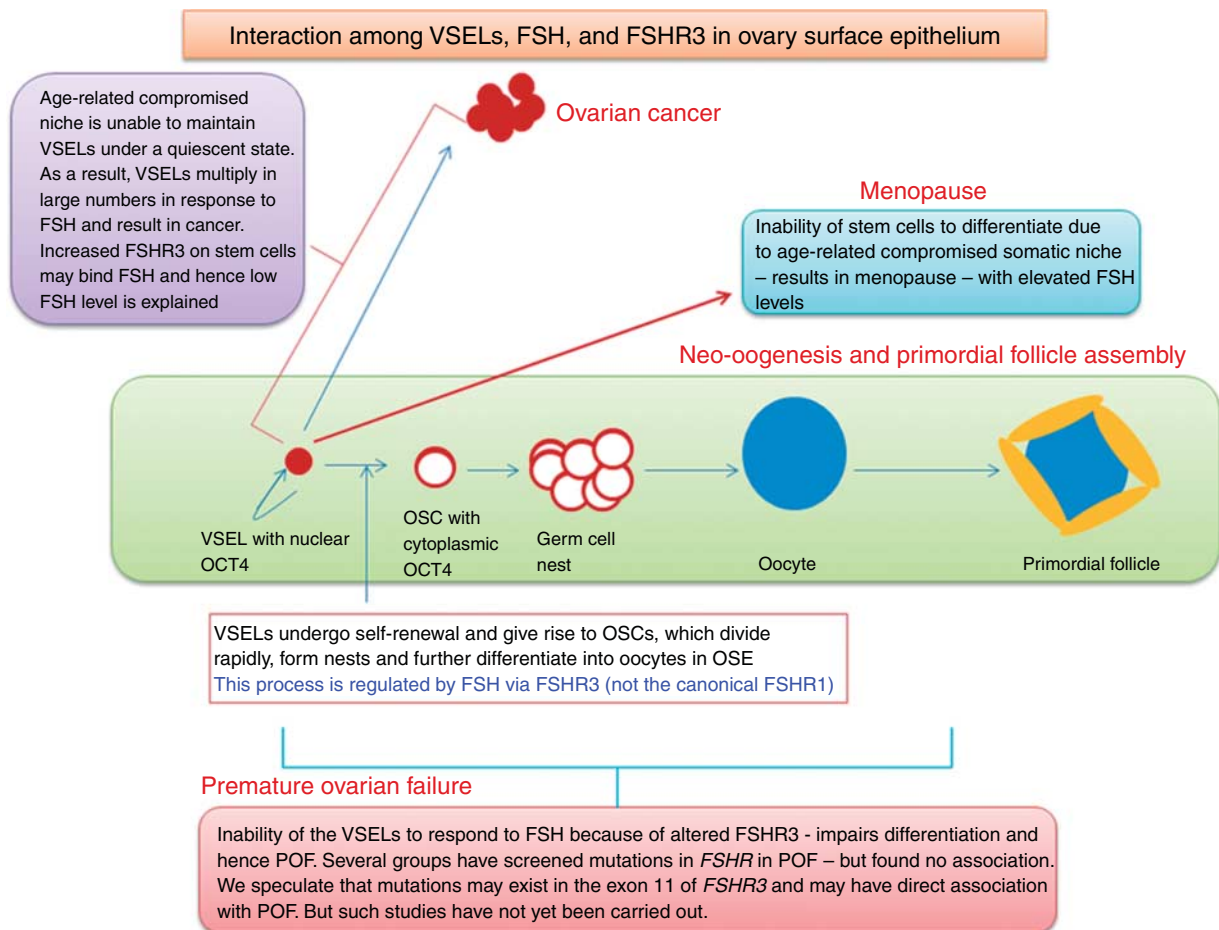 Interaction among VSELs, FSH, and FSHR3 in ovary surface epithelium
Age-related compromised
niche is unable to maintain
VSELs under a quiescent state.
As a result, VSELs multiply in
large numbers in response to
FSH and result in cancer.
Increased FSHR3 on stem cells
may bind FSH and hence low
FSH level is explained
Ovarian cancer
Menopause
Inability of stem cells to differentiate due
to age-related compromised somatic niche
– results in menopause – with elevated FSH
levels
Neo-oogenesis and primordial follicle assembly
VSEL with nuclear
OCT4
OSC with
cytoplasmic
OCT4
Germ cell
nest
Oocyte
Primordial follicle
VSELs undergo self-renewal and give rise to OSCs, which divide
rapidly, form nests and further differentiate into oocytes in OSE
This process is regulated by FSH via FSHR3 (not the canonical FSHR1)
Premature ovarian failure
Inability of the VSELs to respond to FSH because of altered FSHR3 - impairs differentiation and
hence POF. Several groups have screened mutations in FSHR in POF – but found no association.
We speculate that mutations may exist in the exon 11 of FSHR3 and may have direct association
with POF. But such studies have not yet been carried out.